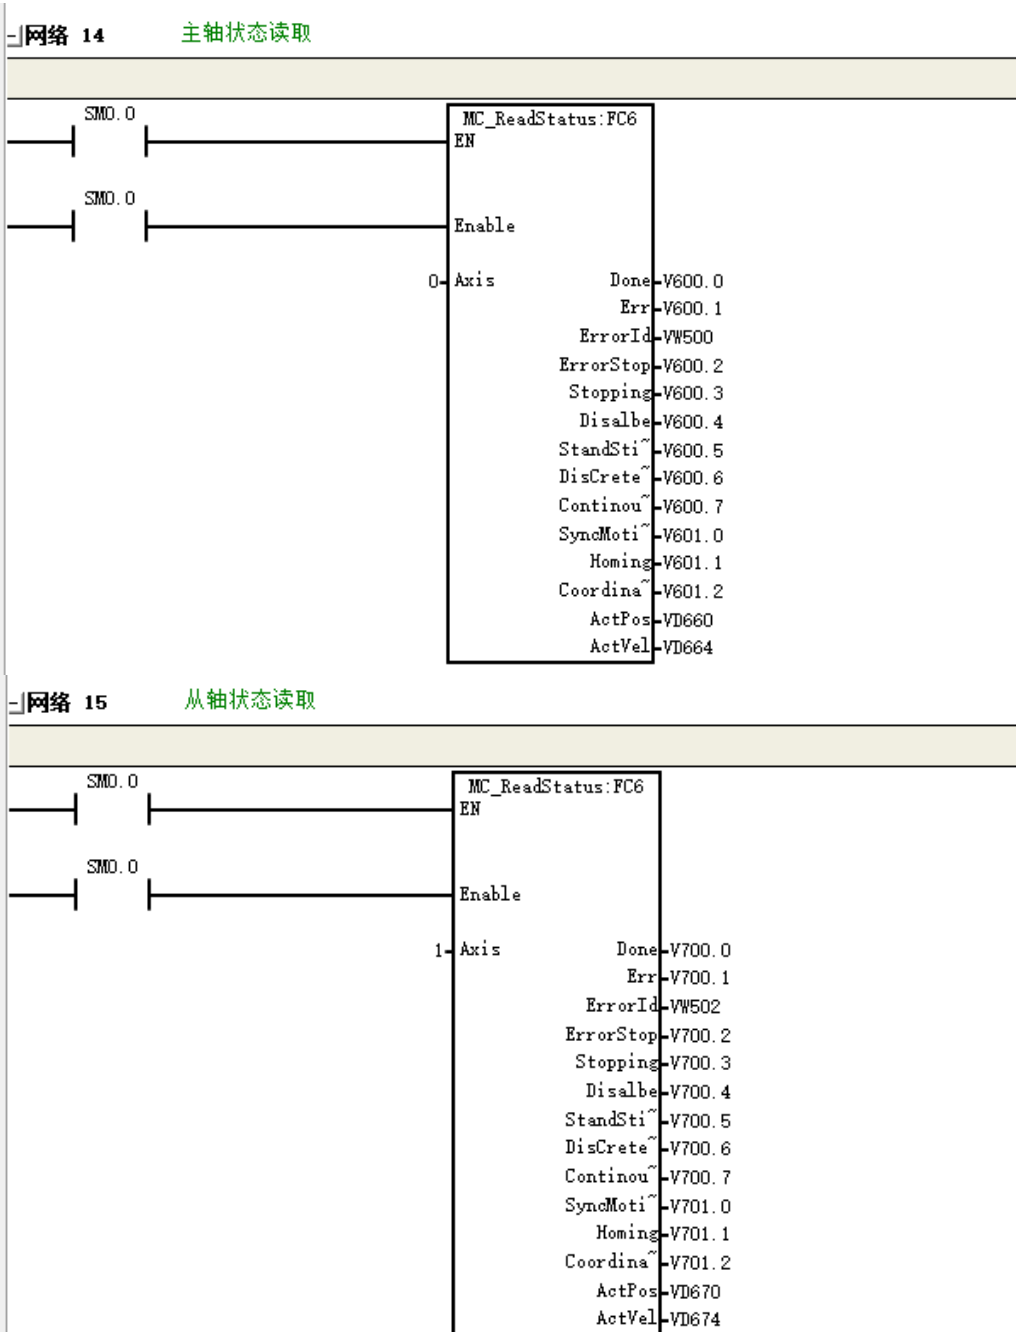 网络 14 主轴状态读取
SM0.0
MC_ReadStatus:FC6
EN
SM0.0
Enable
0 Axis Done V600.0
Err V600.1
ErrorId VW500
ErrorStop V600.2
Stopping V600.3
Disalbe V600.4
StandSti~ V600.5
DisCrete~ V600.6
Continou~ V600.7
SyncMoti~ V601.0
Homing V601.1
Coordina~ V601.2
ActPos VD660
ActVel VD664
网络 15 从轴状态读取
SM0.0
MC_ReadStatus:FC6
EN
SM0.0
Enable
1 Axis Done V700.0
Err V700.1
ErrorId VW502
ErrorStop V700.2
Stopping V700.3
Disalbe V700.4
StandSti~ V700.5
DisCrete~ V700.6
Continou~ V700.7
SyncMoti~ V701.0
Homing V701.1
Coordina~ V701.2
ActPos VD670
ActVel VD674